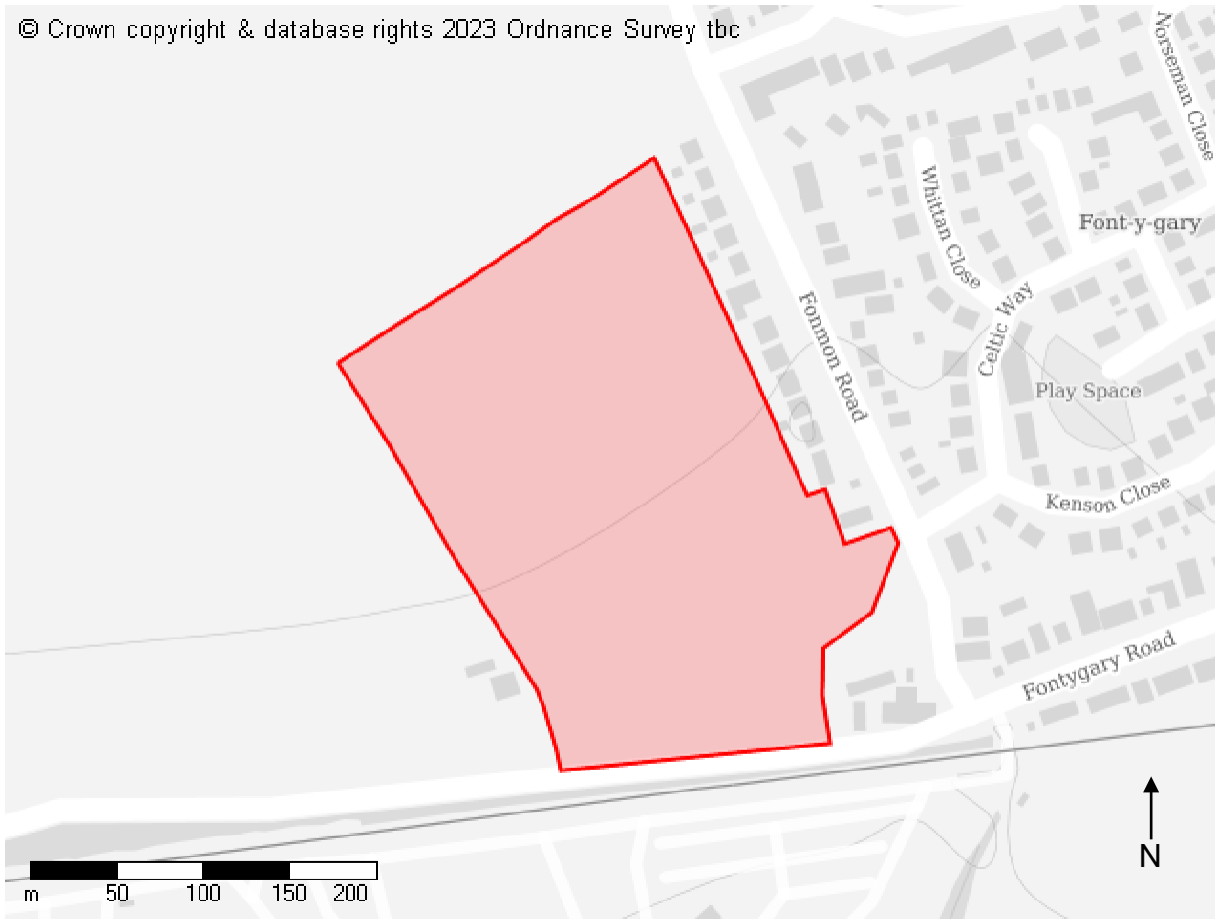 © Crown copyright & database rights 2023 Ordnance Survey tbc
Norseman Close
Whittan Close
Font-y-gary
Celtic Way
Fonmon Road
Play Space
Kenson Close
Fontygary Road
m 50 100 150 200
N